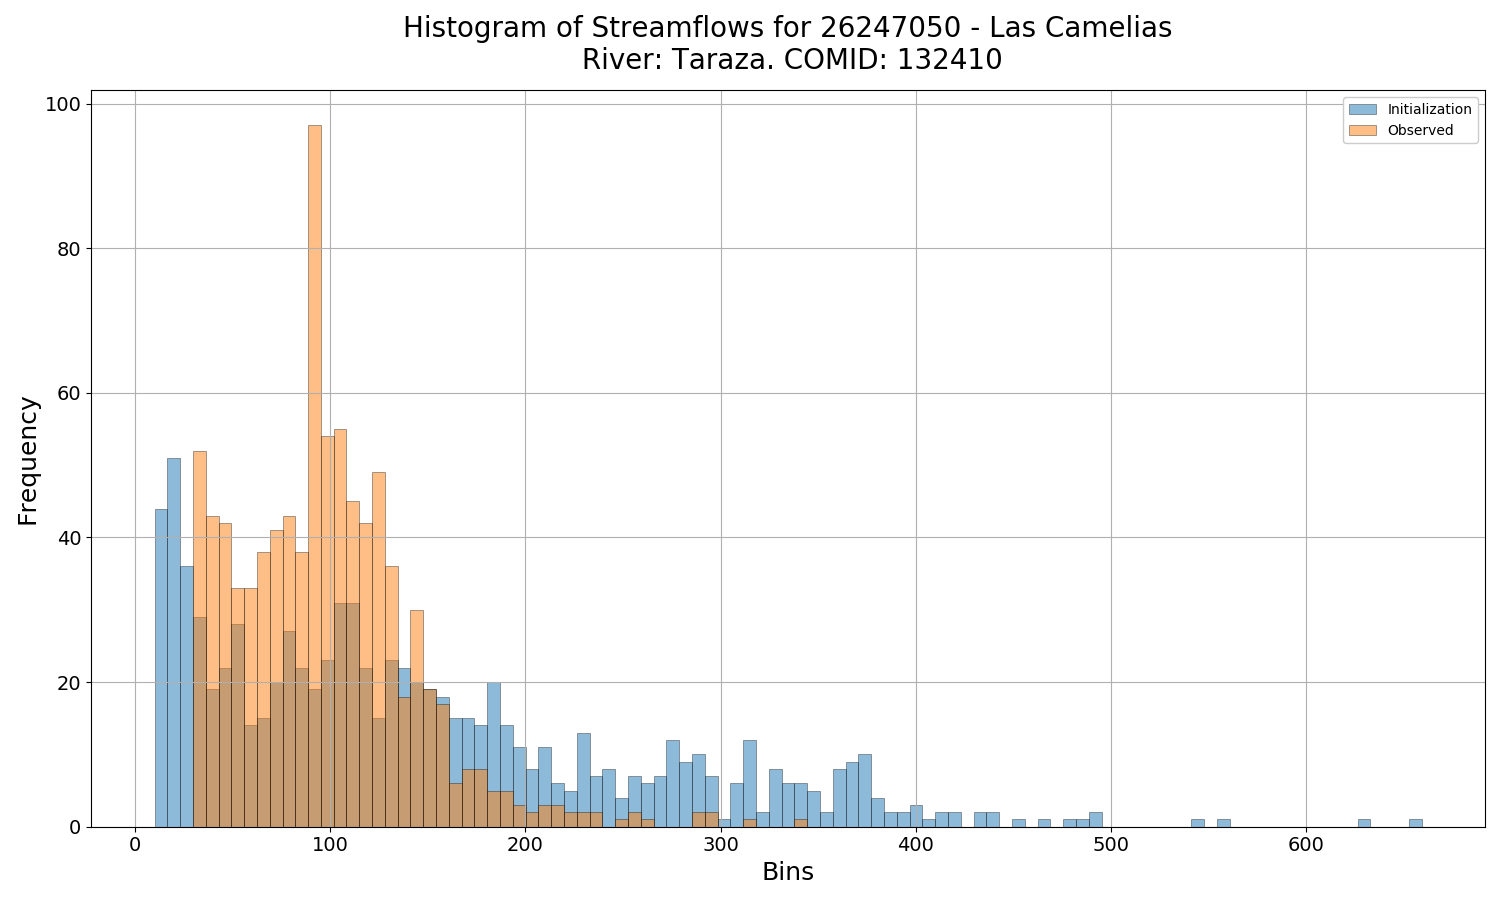 Histogram of Streamflows for 26247050 - Las Camelias
River: Taraza. COMID: 132410
100
80
60
40
20
0
Frequency
Initialization
Observed
0 100 200 300 400 500 600
Bins